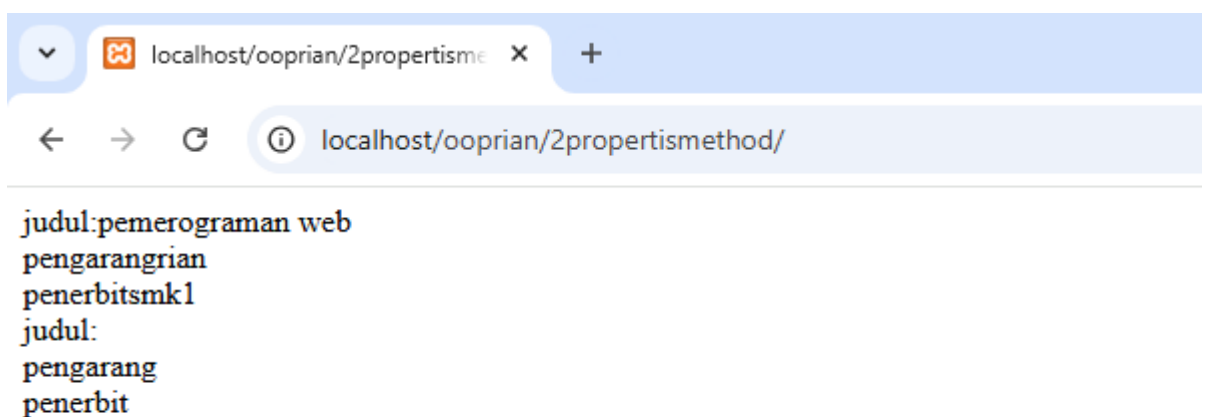 localhost/ooprian/2propertisme
localhost/ooprian/2propertismethod/
judul:pemerograman web
pengarangrian
penerbitsmk1
judul:
pengarang
penerbit